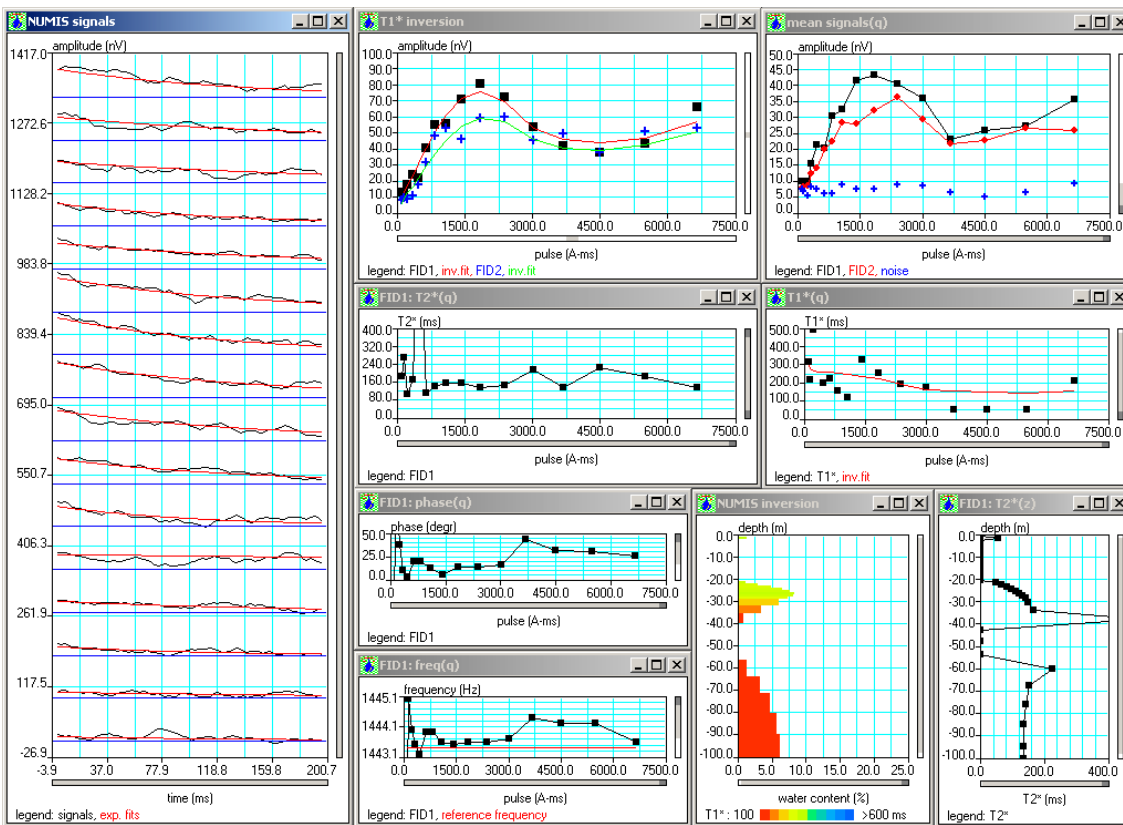 NUMIS signals
amplitude (nV)
1417.0
1272.6
1128.2
983.8
839.4
695.0
550.7
406.3
261.9
117.5
-26.9
-3.9 37.0 77.9 118.8 159.8 200.7
time (ms)
legend: signals, exp. fits
T1* inversion
amplitude (nV)
100.0
90.0
80.0
70.0
60.0
50.0
40.0
30.0
20.0
10.0
0.0
0.0 1500.0 3000.0 4500.0 6000.0 7500.0
pulse (A-ms)
legend: FID1, inv.fit, FID2, inv.fit
mean signals(q)
amplitude (nV)
50.0
45.0
40.0
35.0
30.0
25.0
20.0
15.0
10.0
5.0
0.0
0.0 1500.0 3000.0 4500.0 6000.0 7500.0
pulse (A-ms)
legend: FID1, FID2, noise
FID1: T2*(q)
T2* (ms)
400.0
320.0
240.0
160.0
80.0
0.0
0.0 1500.0 3000.0 4500.0 6000.0 7500.0
pulse (A-ms)
legend: FID1
T1*(q)
T1* (ms)
500.0
400.0
300.0
200.0
100.0
0.0
0.0 1500.0 3000.0 4500.0 6000.0 7500.0
pulse (A-ms)
legend: T1*, inv.fit
FID1: phase(q)
phase (degr)
50.0
25.0
0.0
0.0 1500.0 3000.0 4500.0 6000.0 7500.0
pulse (A-ms)
legend: FID1
FID1: freq(q)
frequency (Hz)
1445.1
1444.1
1443.1
0.0 1500.0 3000.0 4500.0 6000.0 7500.0
pulse (A-ms)
legend: FID1, reference frequency
NUMIS inversion
depth (m)
-0.0
-10.0
-20.0
-30.0
-40.0
-50.0
-60.0
-70.0
-80.0
-90.0
-100.0
0.0 5.0 10.0 15.0 20.0 25.0
water content (%)
T1* : 100 >600 ms
FID1: T2*(z)
depth (m)
-0.0
-10.0
-20.0
-30.0
-40.0
-50.0
-60.0
-70.0
-80.0
-90.0
-100.0
0.0 200.0 400.0
T2* (ms)
legend: T2*